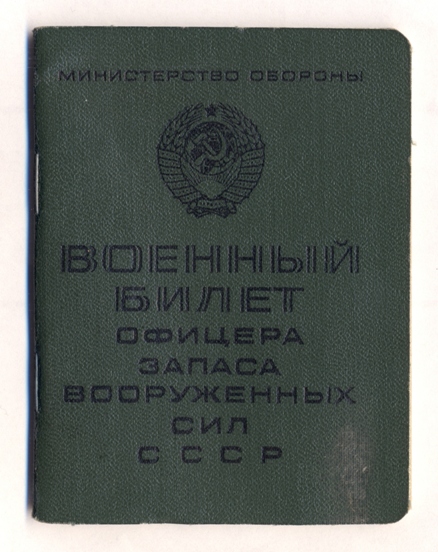 МИНИСТЕРСТВО ОБОРОНЫ
ВОЕННЫЙ
БИЛЕТ
ОФИЦЕРА
ЗАПАСА
ВООРУЖЕННЫХ
СИЛ
СССР